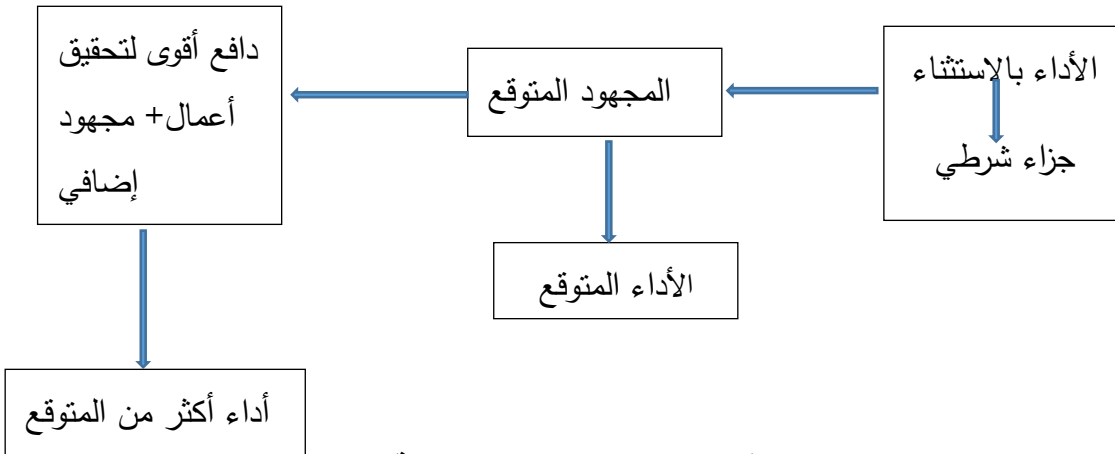 الأداء بالاستثناء
جزاء شرطي
المجهود المتوقع
الأداء المتوقع
دافع أقوى لتحقيق
أعمال+ مجهود
إضافي
أداء أكثر من المتوقع